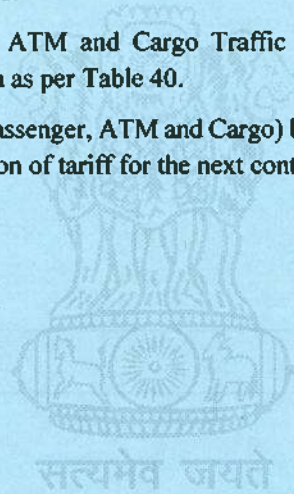 ATM and Cargo Traffic
as per Table 40.
assenger, ATM and Cargo)
on of tariff for the next cont
सत्यमेव जयते